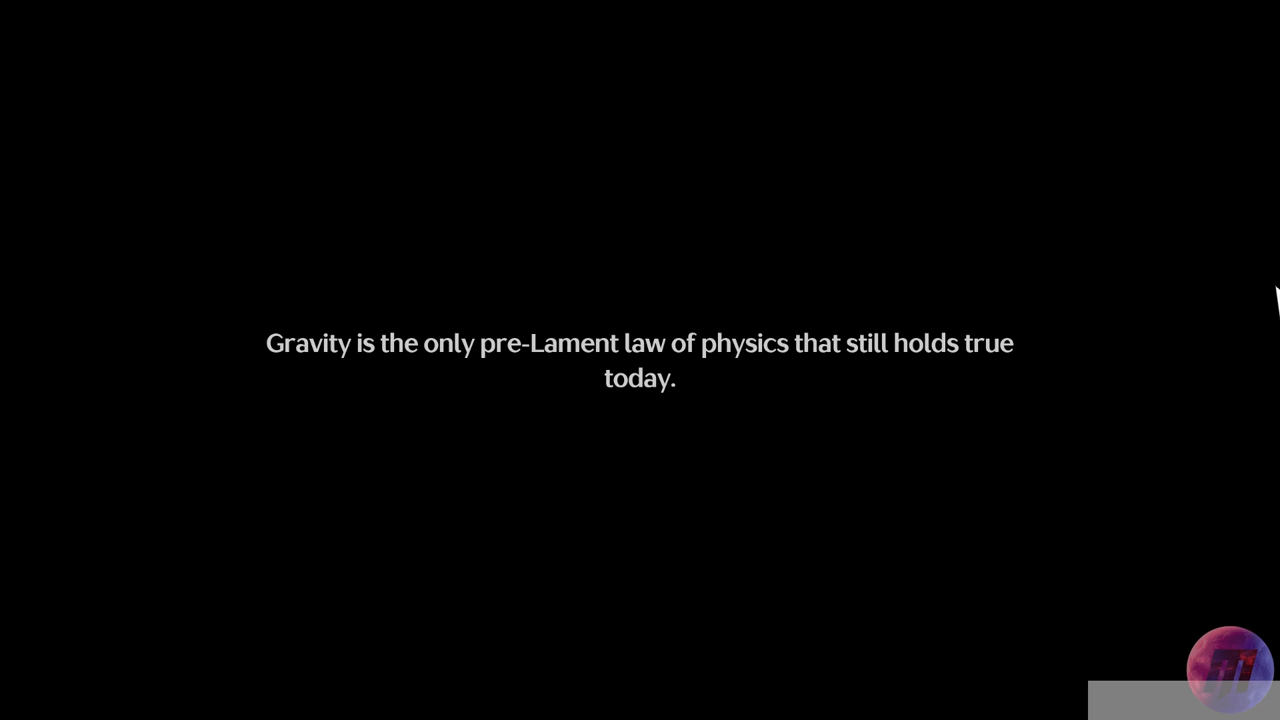 Gravity is the only pre-Lament law of physics that still holds true
today.